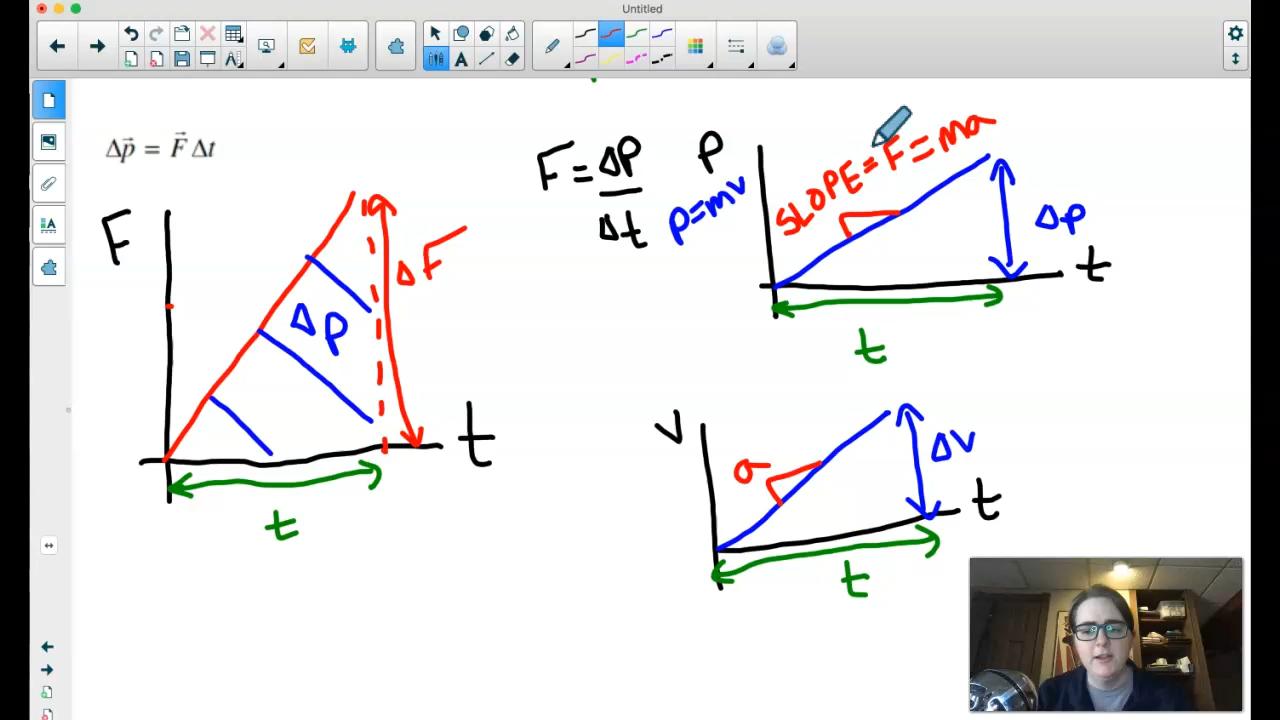 Untitled
Δp⃗ = F⃗ Δt
F = Δp
Δt
p
p=mv
SLOPE = F = ma
Δp
t
t
F
ΔF
Δp
t
t
v
a
Δv
t
t